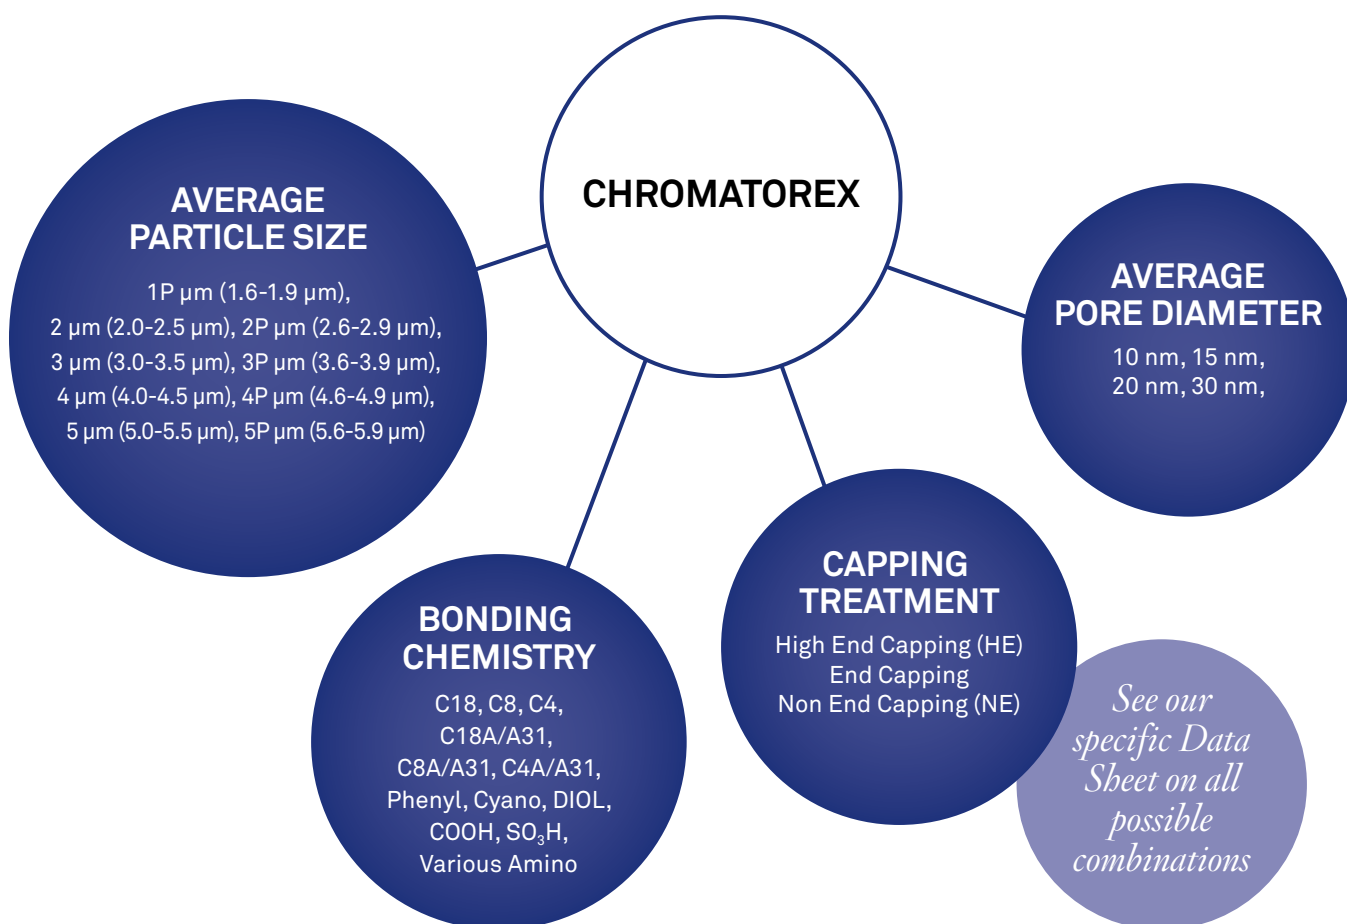 CHROMATOREX
AVERAGE
PARTICLE SIZE
1P µm (1.6-1.9 µm),
2 µm (2.0-2.5 µm), 2P µm (2.6-2.9 µm),
3 µm (3.0-3.5 µm), 3P µm (3.6-3.9 µm),
4 µm (4.0-4.5 µm), 4P µm (4.6-4.9 µm),
5 µm (5.0-5.5 µm), 5P µm (5.6-5.9 µm)
AVERAGE
PORE DIAMETER
10 nm, 15 nm,
20 nm, 30 nm,
BONDING
CHEMISTRY
C18, C8, C4,
C18A/A31,
C8A/A31, C4A/A31,
Phenyl, Cyano, DIOL,
COOH, SO₃H,
Various Amino
CAPPING
TREATMENT
High End Capping (HE)
End Capping
Non End Capping (NE)
See our
specific Data
Sheet on all
possible
combinations